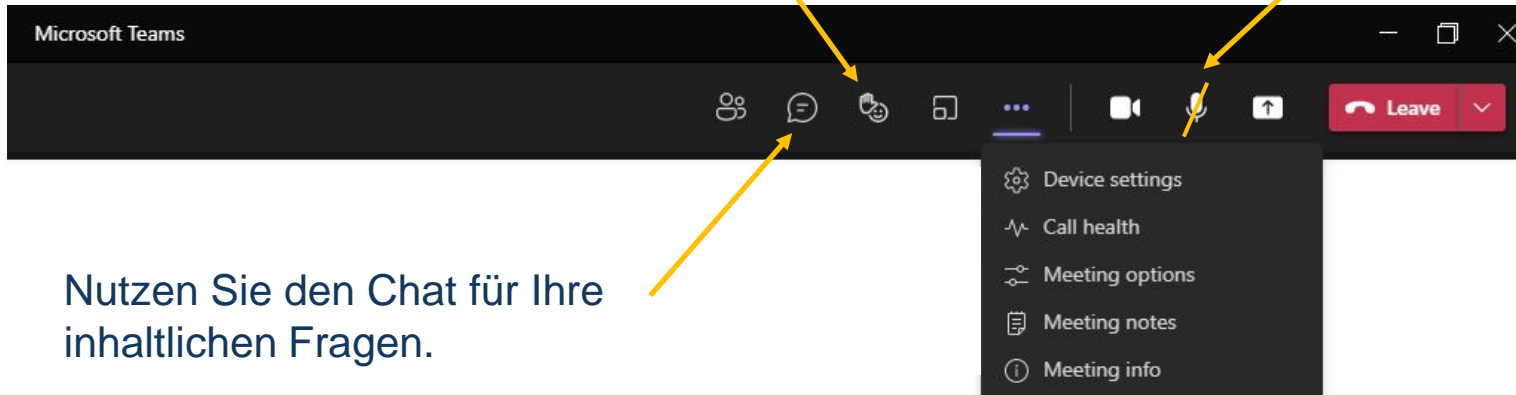 Microsoft Teams
Leave
Device settings
Call health
Meeting options
Meeting notes
Meeting info
Nutzen Sie den Chat für Ihre
inhaltlichen Fragen.